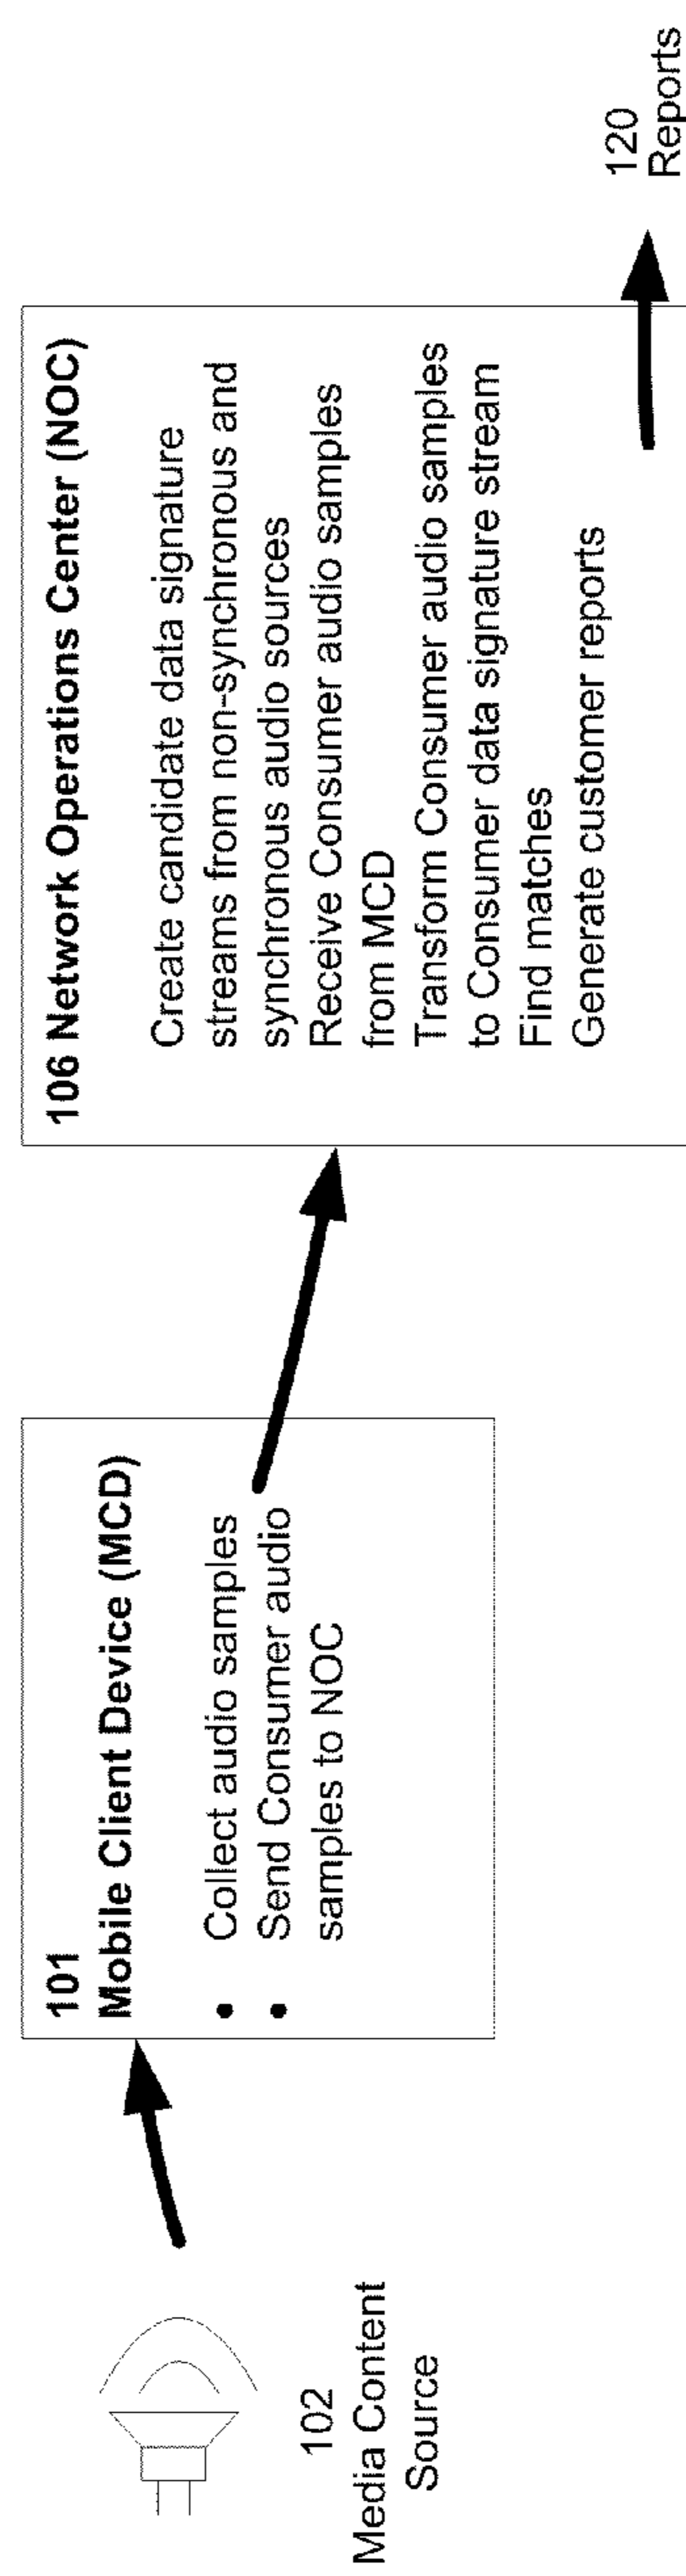 102
Media Content
Source
101
Mobile Client Device (MCD)
• Collect audio samples
• Send Consumer audio
samples to NOC
106 Network Operations Center (NOC)
Create candidate data signature
streams from non-synchronous and
synchronous audio sources
Receive Consumer audio samples
from MCD
Transform Consumer audio samples
to Consumer data signature stream
Find matches
Generate customer reports
120
Reports